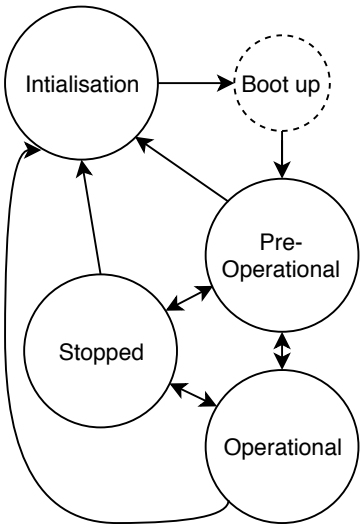 Intialisation
Boot up
Pre-
Operational
Stopped
Operational